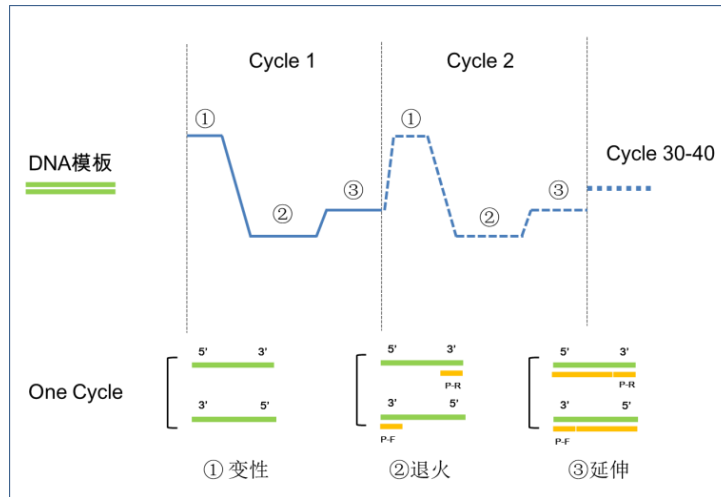 Cycle 1
Cycle 2
①
①
DNA模板
Cycle 30-40
③
③
②
②
5' 3'
5' 3'
5' 3'
P-R
P-R
One Cycle
3' 5'
3' 5'
3' 5'
P-F
P-F
① 变性
②退火
③延伸